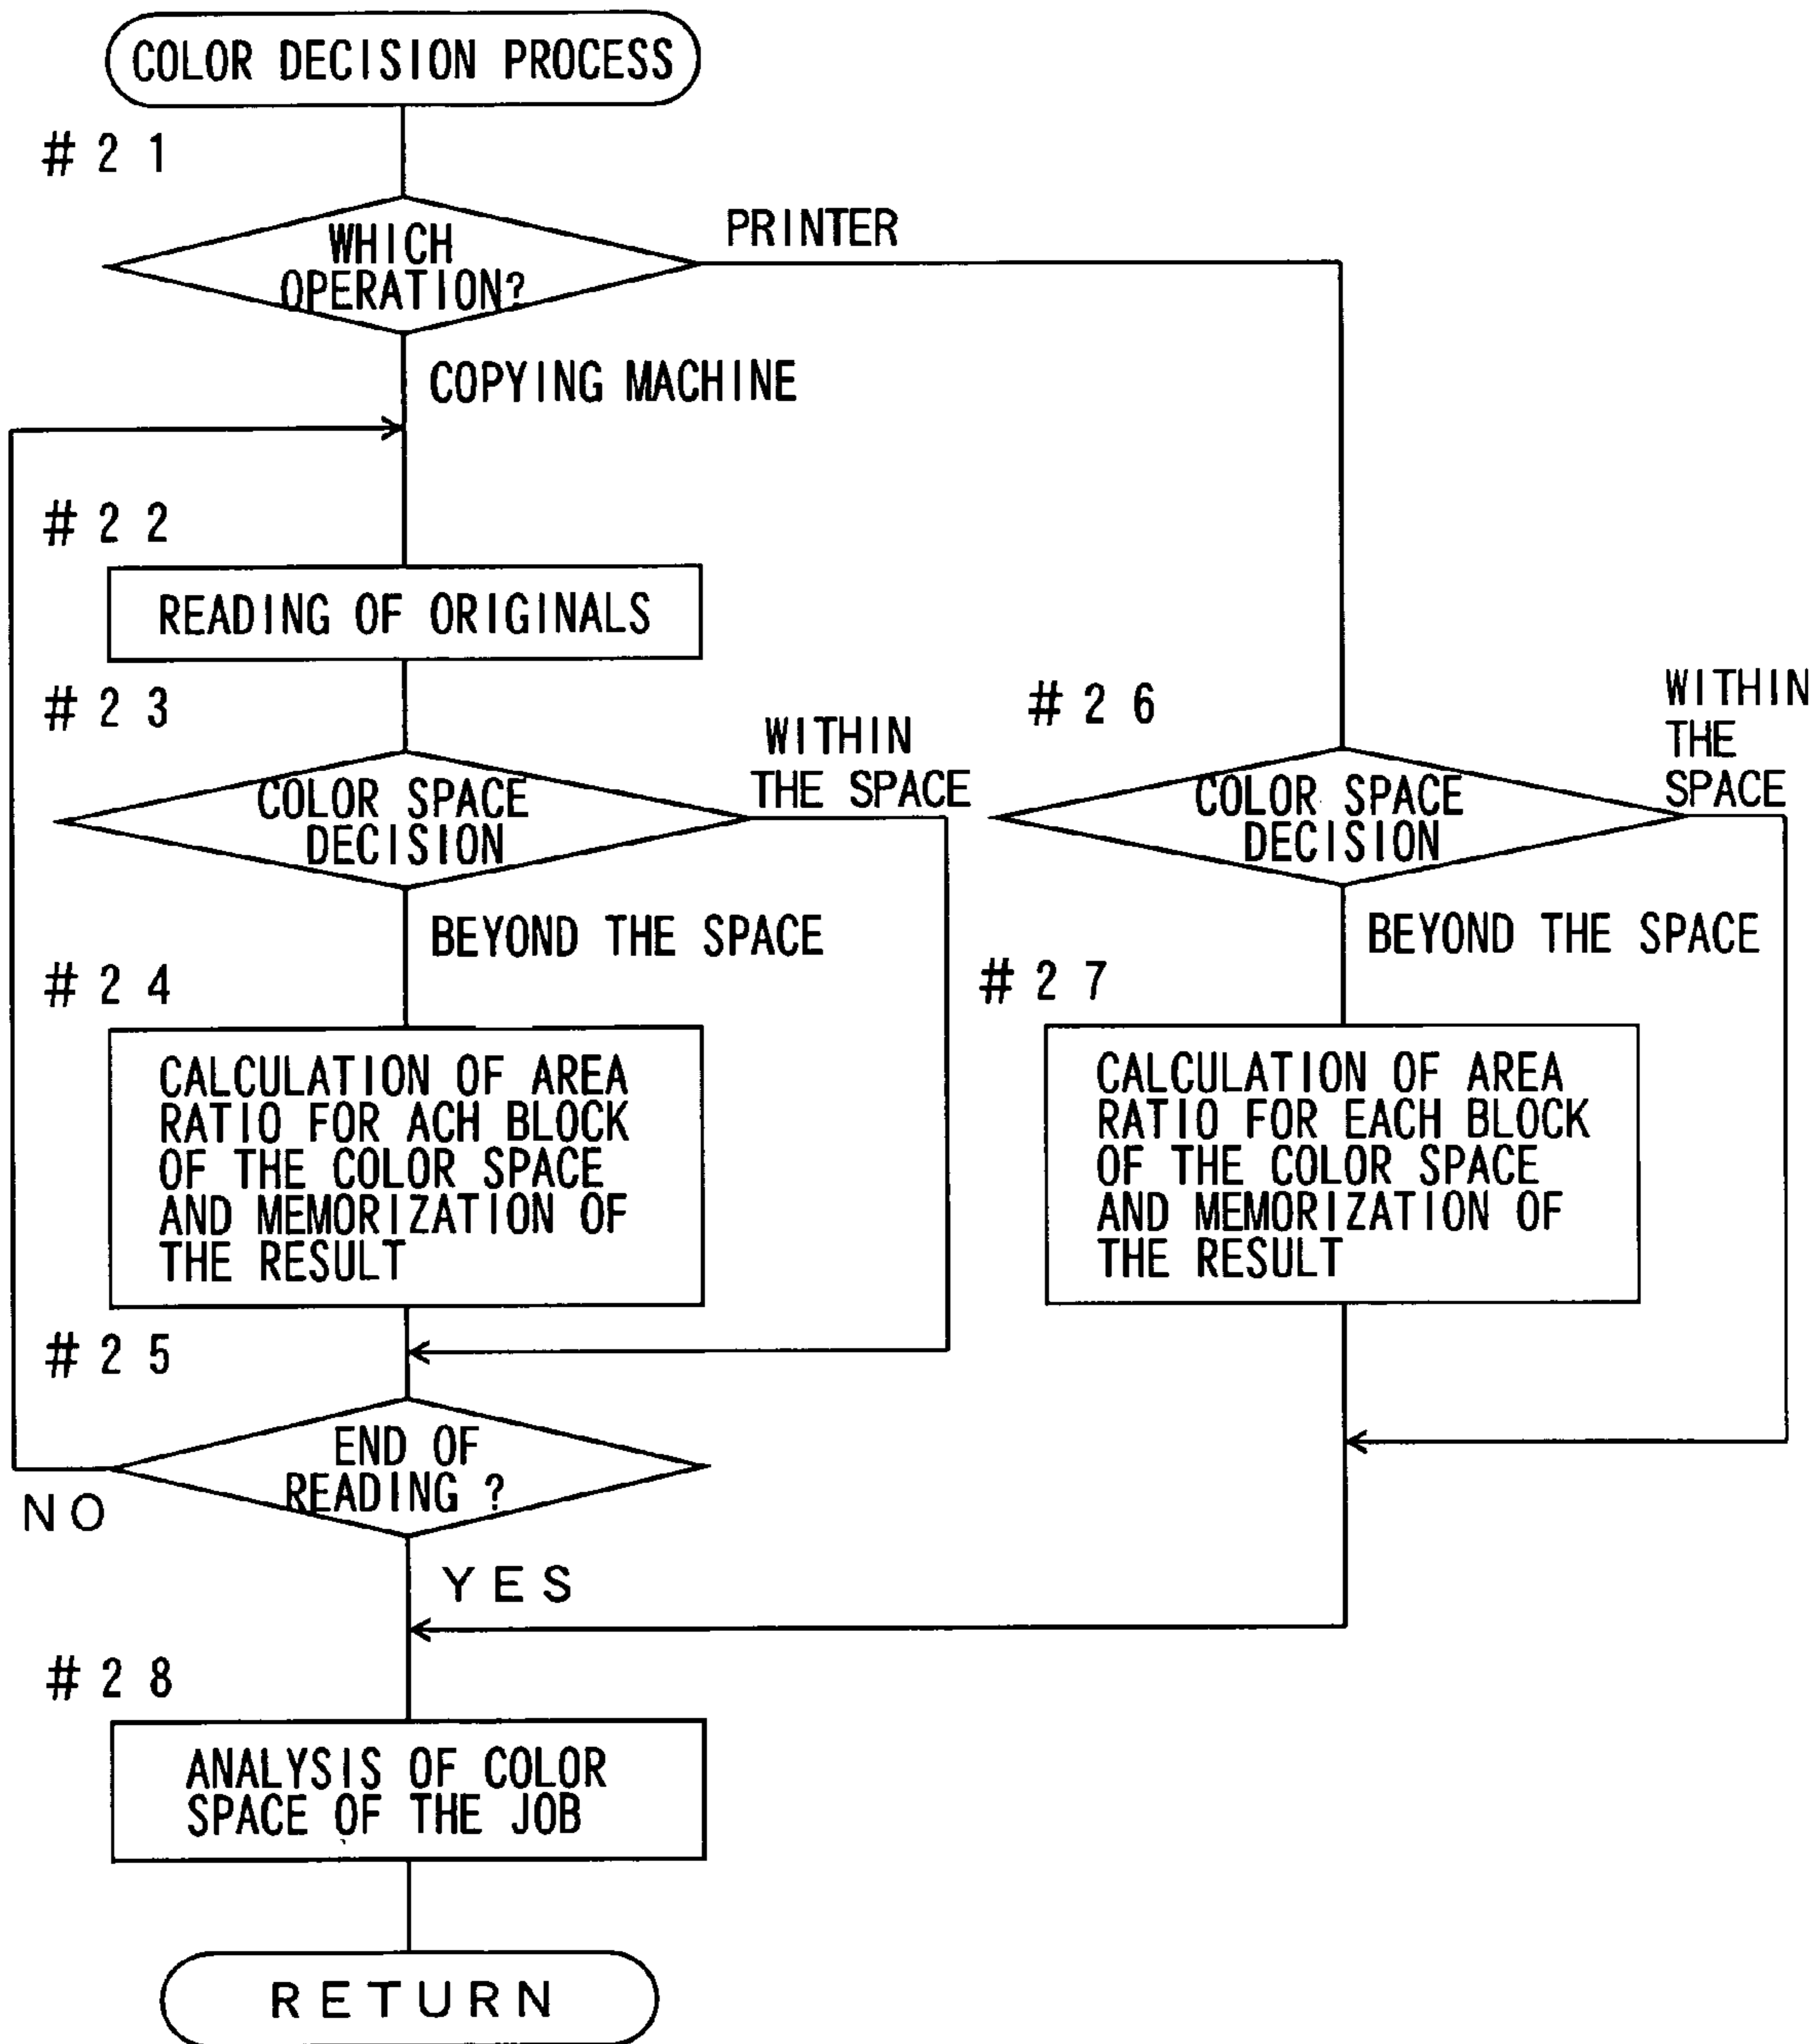 COLOR DECISION PROCESS
#21
WHICH
OPERATION?
PRINTER
COPYING MACHINE
#22
READING OF ORIGINALS
#23
COLOR SPACE
DECISION
WITHIN
THE SPACE
BEYOND THE SPACE
#24
CALCULATION OF AREA
RATIO FOR ACH BLOCK
OF THE COLOR SPACE
AND MEMORIZATION OF
THE RESULT
#25
END OF
READING ?
NO
YES
#26
COLOR SPACE
DECISION
WITHIN
THE
SPACE
BEYOND THE SPACE
#27
CALCULATION OF AREA
RATIO FOR EACH BLOCK
OF THE COLOR SPACE
AND MEMORIZATION OF
THE RESULT
#28
ANALYSIS OF COLOR
SPACE OF THE JOB
RETURN